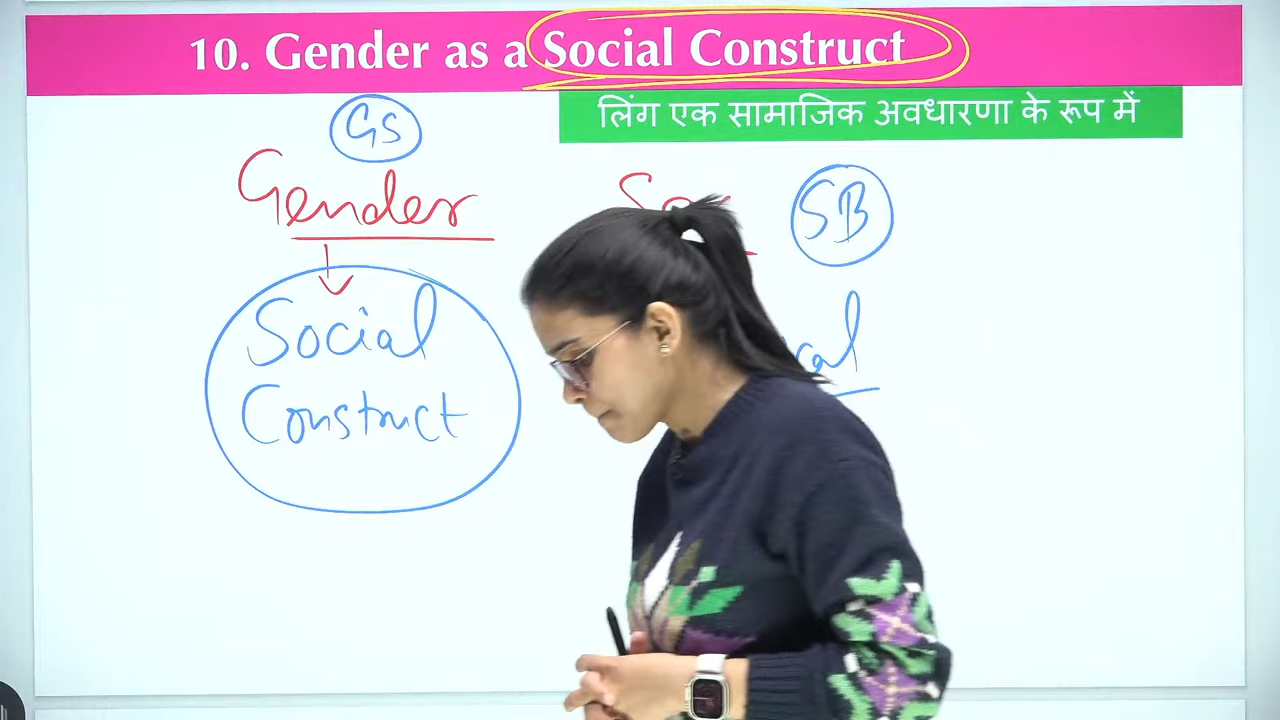 10. Gender as a Social Construct
लिंग एक सामाजिक अवधारणा के रूप में
GS
Gender
SB
Social
Construct